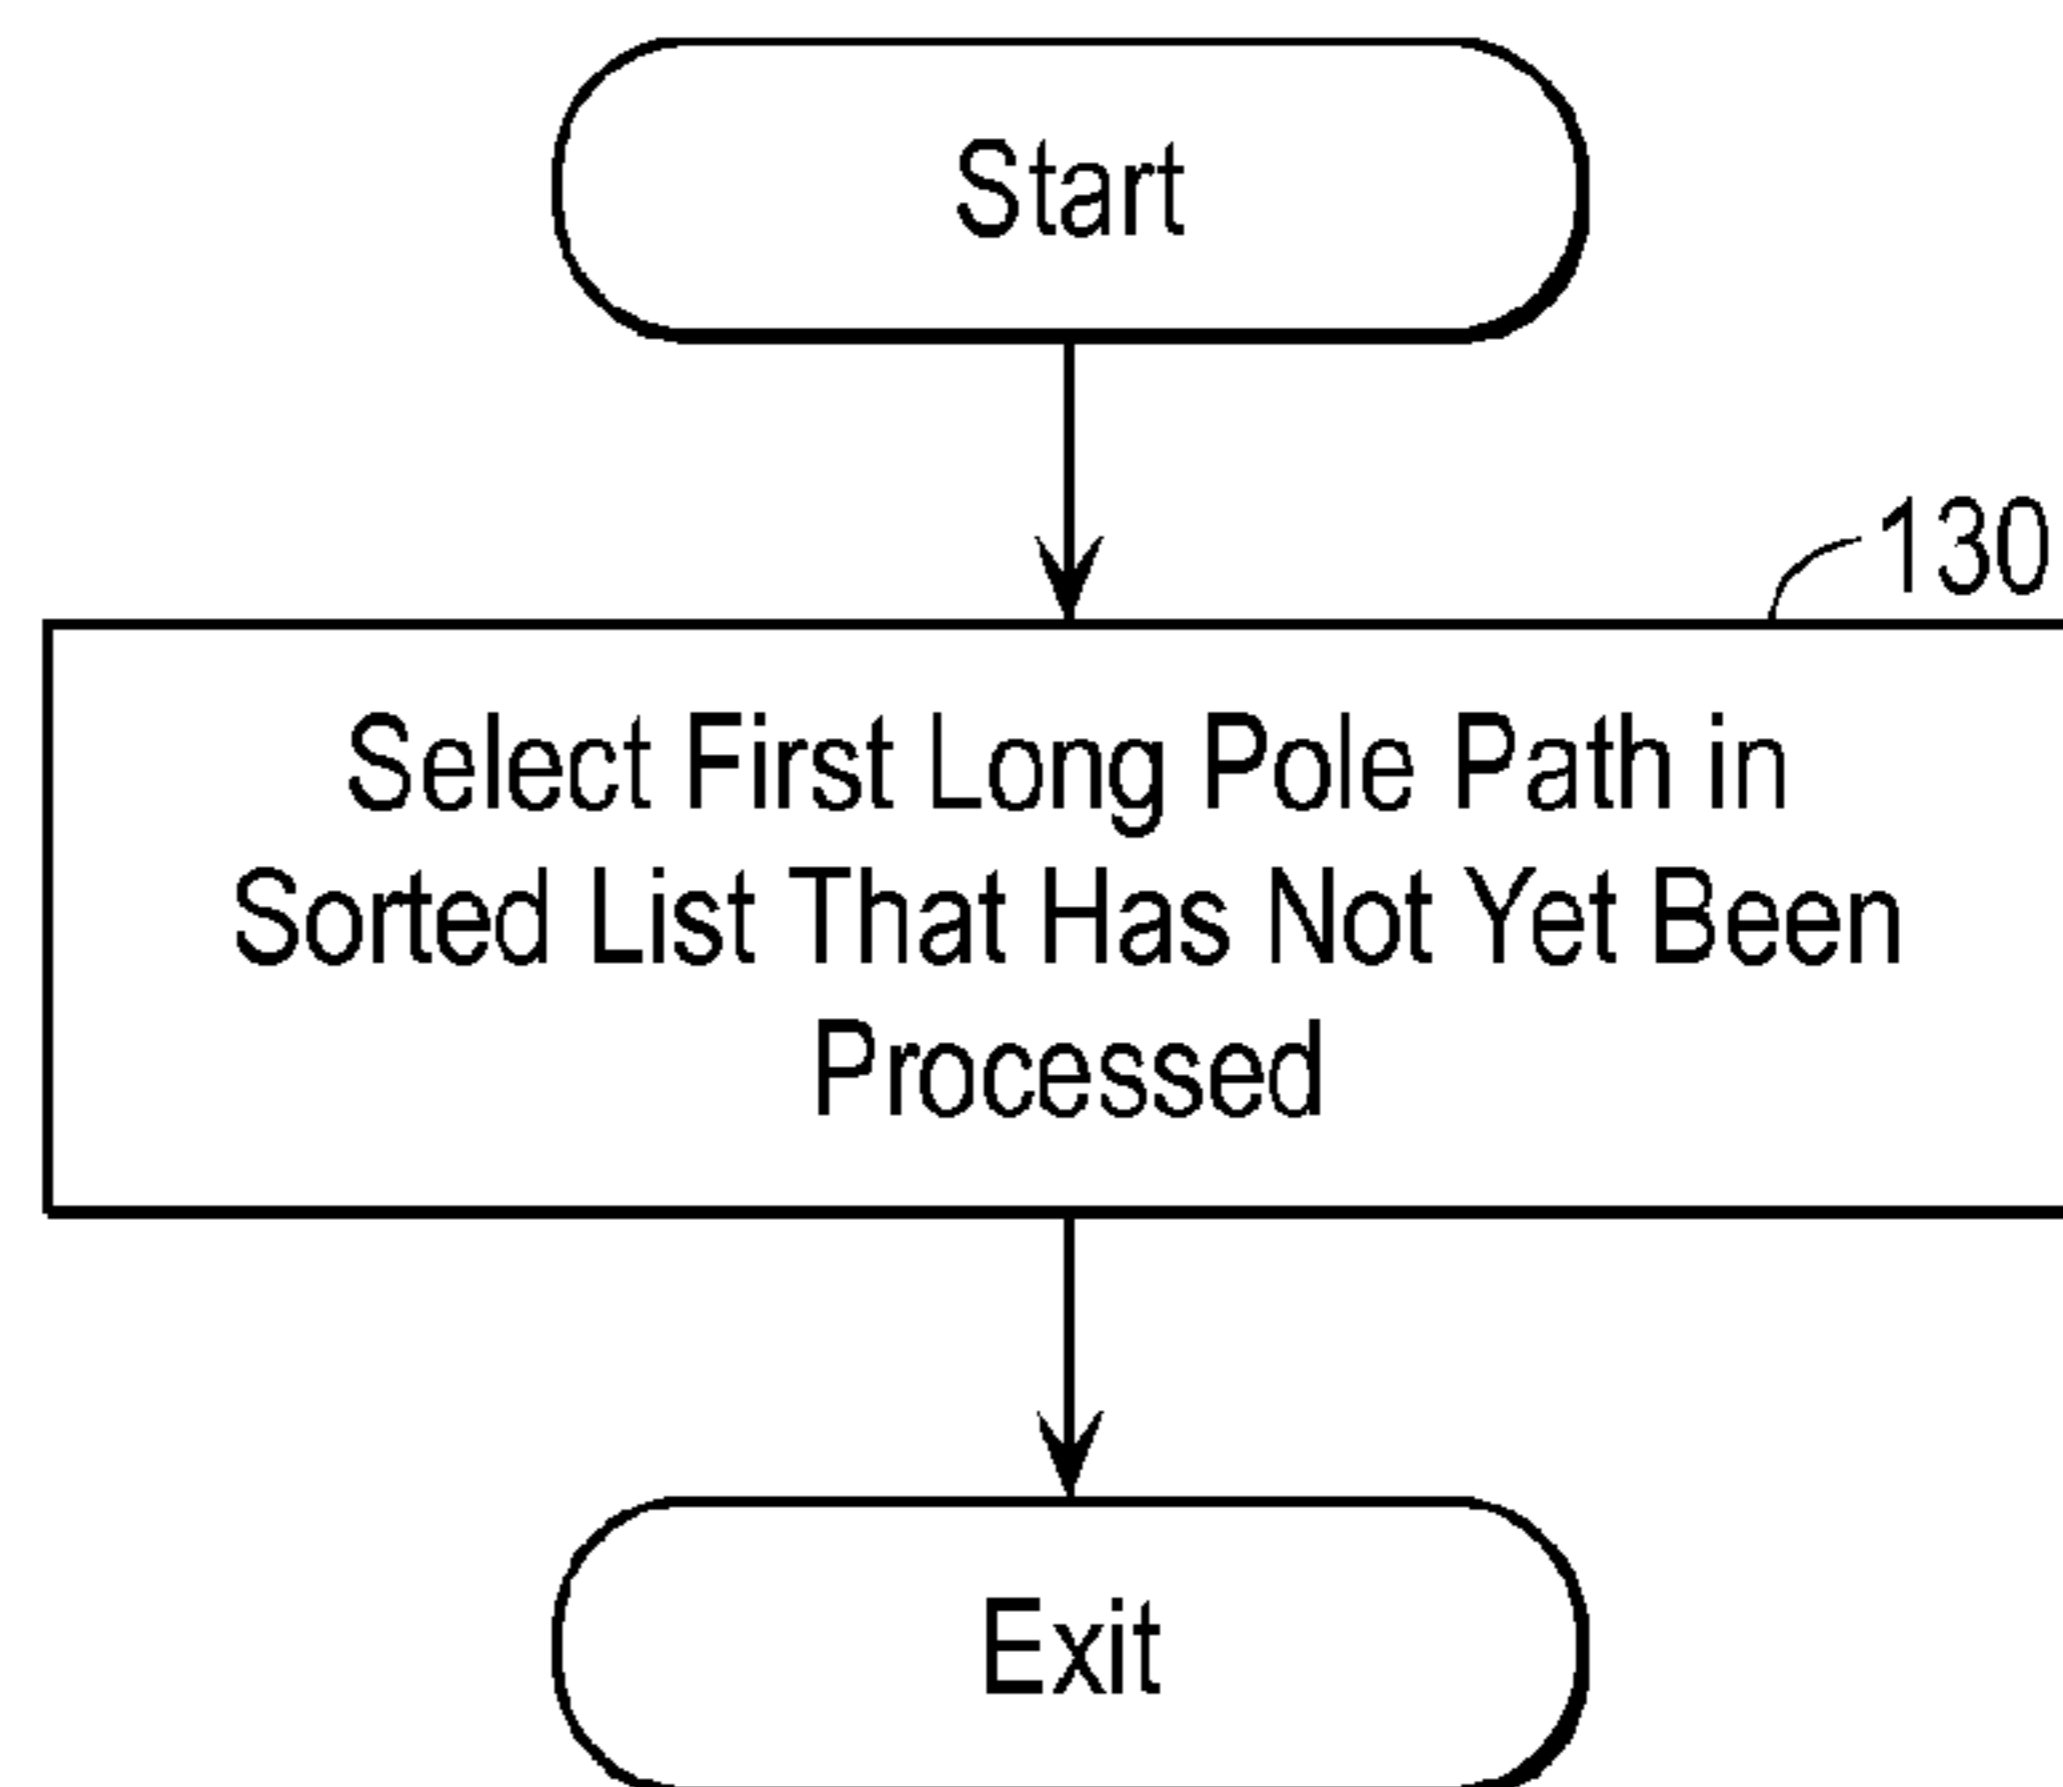 Start
130
Select First Long Pole Path in
Sorted List That Has Not Yet Been
Processed
Exit